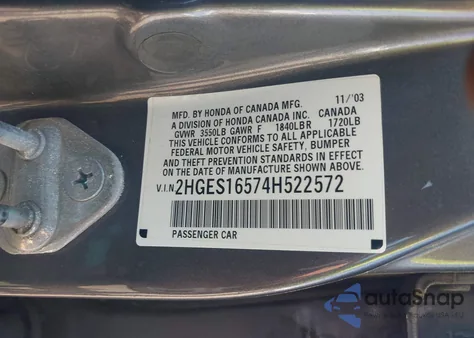 MFD. BY HONDA OF CANADA MFG. 11/'03
A DIVISION OF HONDA CANADA INC. CANADA
GVWR 3550LB GAWR F 1840LBR 1720LB
THIS VEHICLE CONFORMS TO ALL APPLICABLE
FEDERAL MOTOR VEHICLE SAFETY, BUMPER
AND THEFT PREVENTION STANDARDS IN EFFECT
ON THE DATE OF MANUFACTURE SHOWN ABOVE.
V.I.N. 2HGES16574H522572
PASSENGER CAR
autoSnap